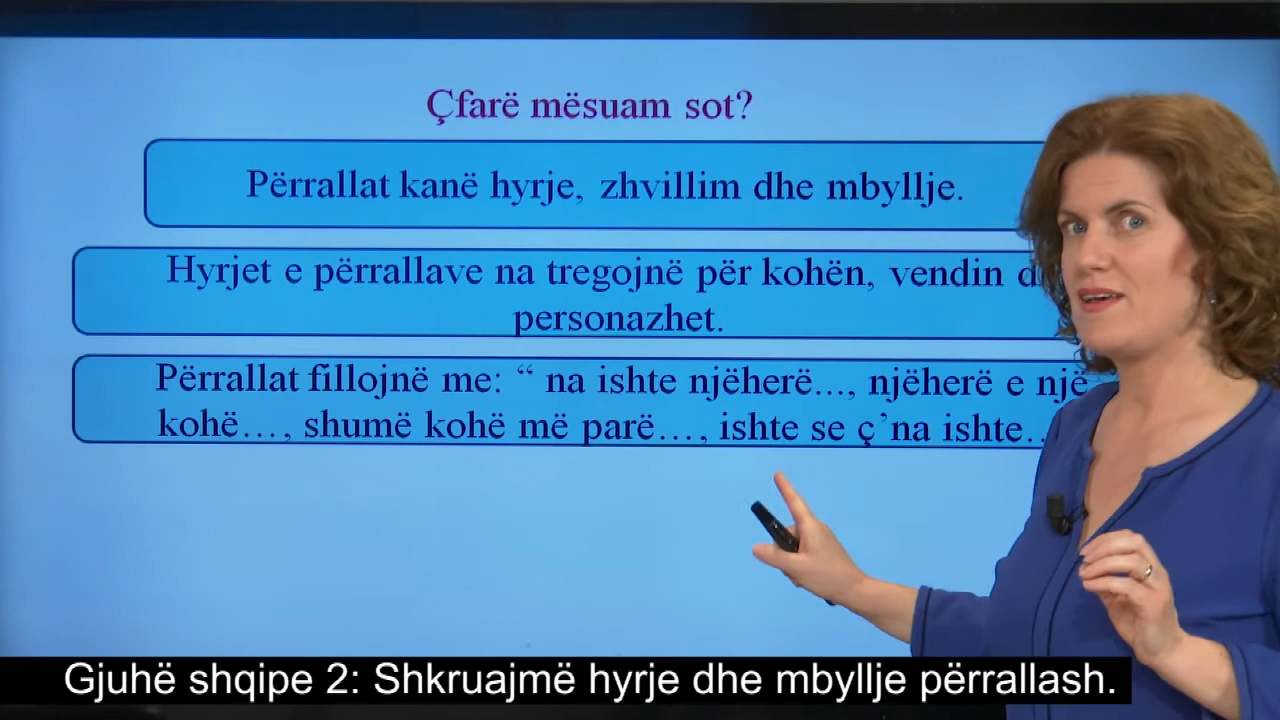 Çfarë mësuam sot?
Përrallat kanë hyrje, zhvillim dhe mbyllje.
Hyrjet e përrallave na tregojnë për kohën, vendin
personazhet.
Përrallat fillojnë me: “ na ishte njëherë..., njëherë e një
kohë..., shumë kohë më parë..., ishte se ç’na ishte..
Gjuhë shqipe 2: Shkruajmë hyrje dhe mbyllje përrallash.